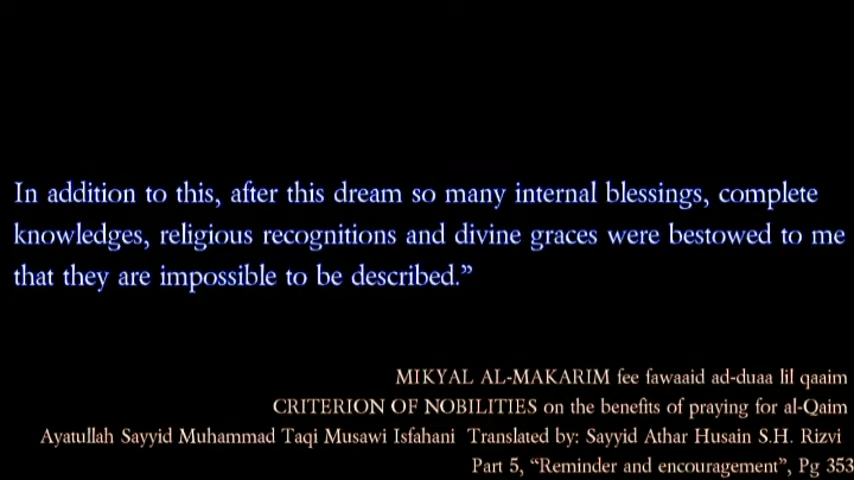 In addition to this, after this dream so many internal blessings, complete
knowledges, religious recognitions and divine graces were bestowed to me
that they are impossible to be described.”
MIKYAL AL-MAKARIM fee fawaaid ad-duaa lil qaaim
CRITERION OF NOBILITIES on the benefits of praying for al-Qaim
Ayatullah Sayyid Muhammad Taqi Musawi Isfahani Translated by: Sayyid Athar Husain S.H. Rizvi
Part 5, “Reminder and encouragement”, Pg 353